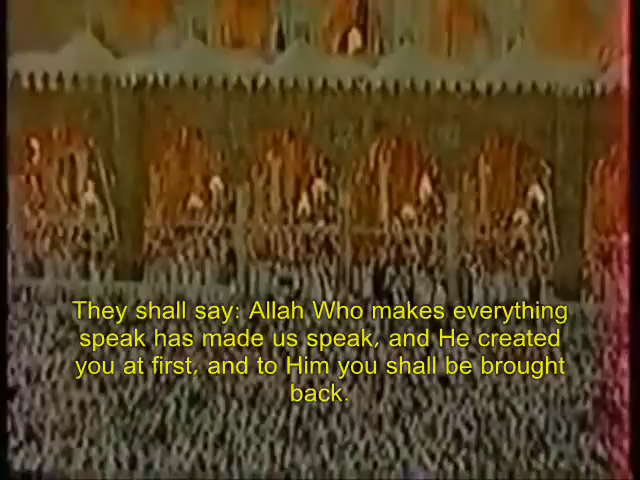 They shall say: Allah Who makes everything
speak has made us speak, and He created
you at first, and to Him you shall be brought
back.